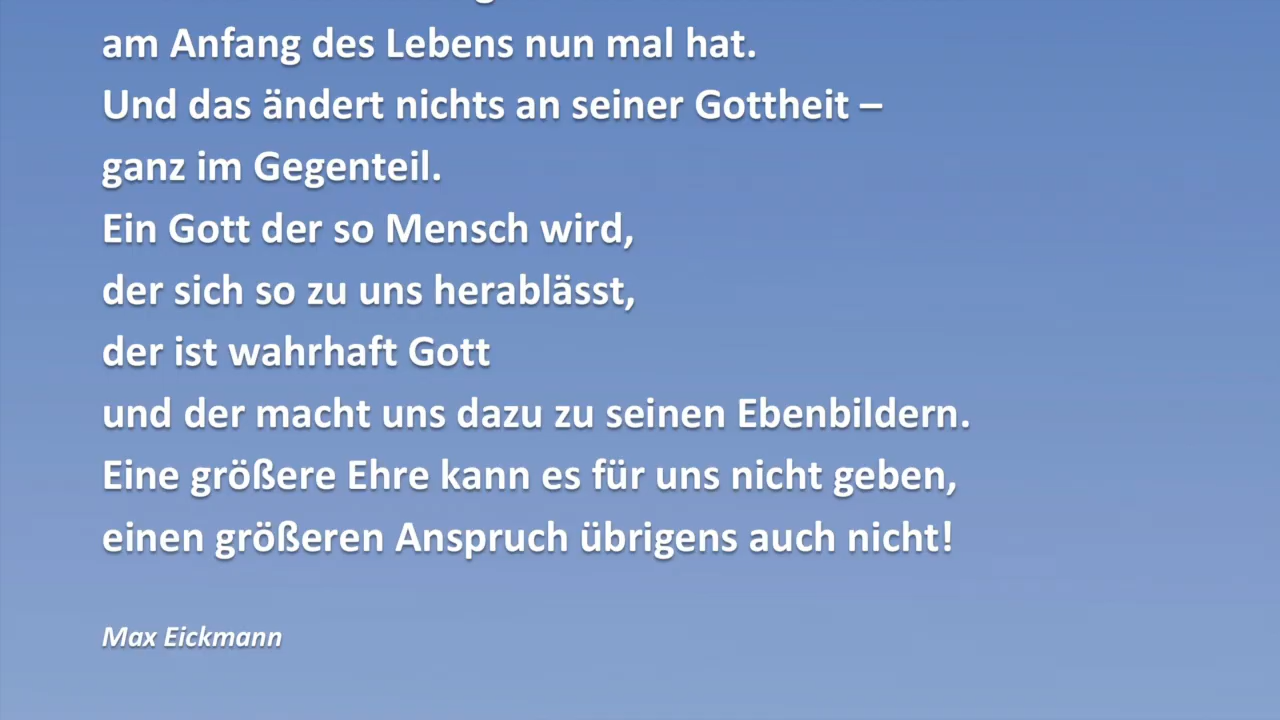 am Anfang des Lebens nun mal hat.
Und das ändert nichts an seiner Gottheit –
ganz im Gegenteil.
Ein Gott der so Mensch wird,
der sich so zu uns herablässt,
der ist wahrhaft Gott
und der macht uns dazu zu seinen Ebenbildern.
Eine größere Ehre kann es für uns nicht geben,
einen größeren Anspruch übrigens auch nicht!
Max Eickmann